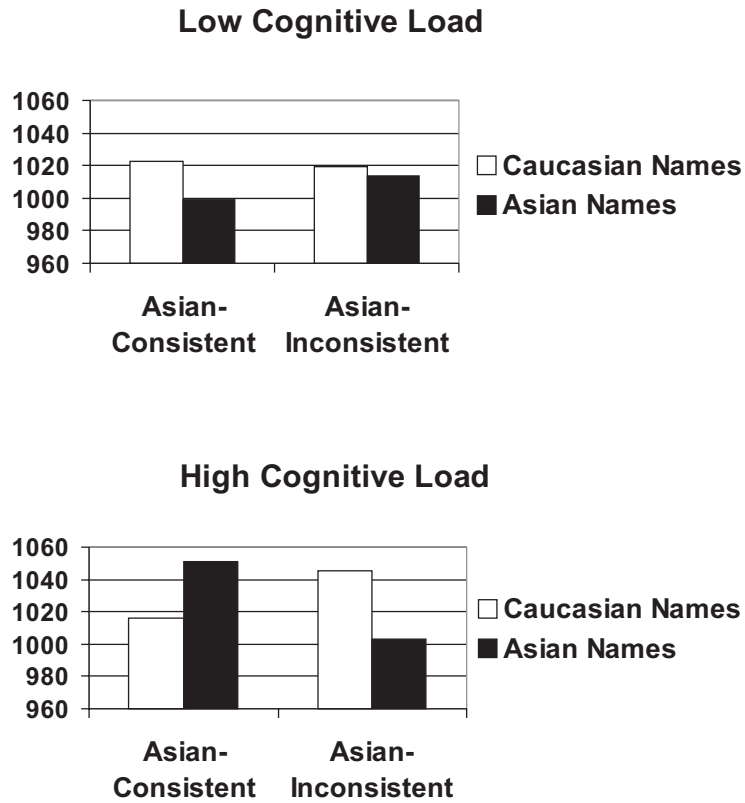 Low Cognitive Load
1060
1040
1020
1000
980
960
Caucasian Names
Asian Names
Asian-
Consistent
Asian-
Inconsistent
High Cognitive Load
1060
1040
1020
1000
980
960
Caucasian Names
Asian Names
Asian-
Consistent
Asian-
Inconsistent